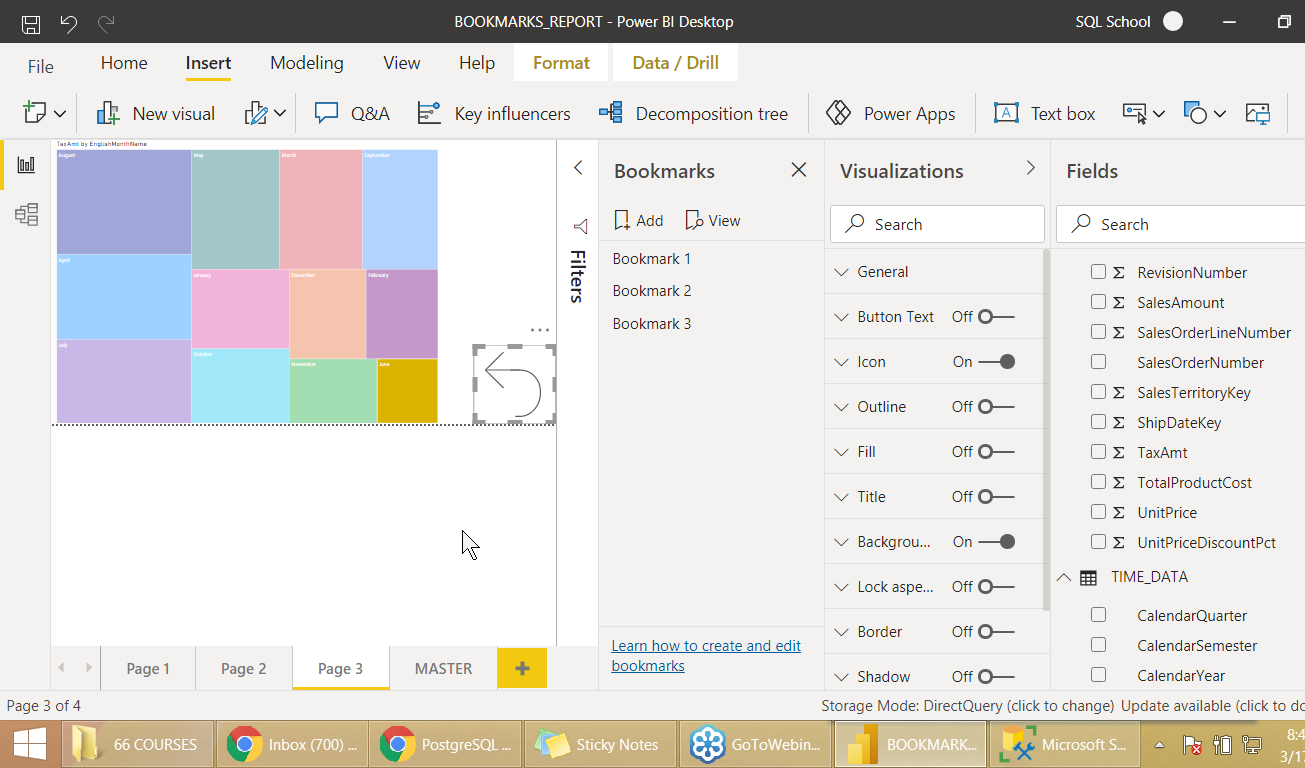 BOOKMARKS_REPORT - Power BI Desktop
SQL School
File
Home
Insert
Modeling
View
Help
Format
Data / Drill
New visual
Q&A
Key influencers
Decomposition tree
Power Apps
Text box
TaxAmt by EnglishMonthName
August
May
March
September
April
January
December
February
July
October
November
June
Filters
Bookmarks
Add
View
Bookmark 1
Bookmark 2
Bookmark 3
Learn how to create and edit
bookmarks
Visualizations
Search
General
Button Text Off
Icon On
Outline Off
Fill Off
Title Off
Backgrou... On
Lock aspe... Off
Border Off
Shadow Off
Fields
Search
RevisionNumber
SalesAmount
SalesOrderLineNumber
SalesOrderNumber
SalesTerritoryKey
ShipDateKey
TaxAmt
TotalProductCost
UnitPrice
UnitPriceDiscountPct
TIME_DATA
CalendarQuarter
CalendarSemester
CalendarYear
Page 1
Page 2
Page 3
MASTER
Page 3 of 4
Storage Mode: DirectQuery (click to change) Update available (click to do
66 COURSES
Inbox (700) ...
PostgreSQL ...
Sticky Notes
GoToWebin...
BOOKMARK...
Microsoft S...
8:4
3/1